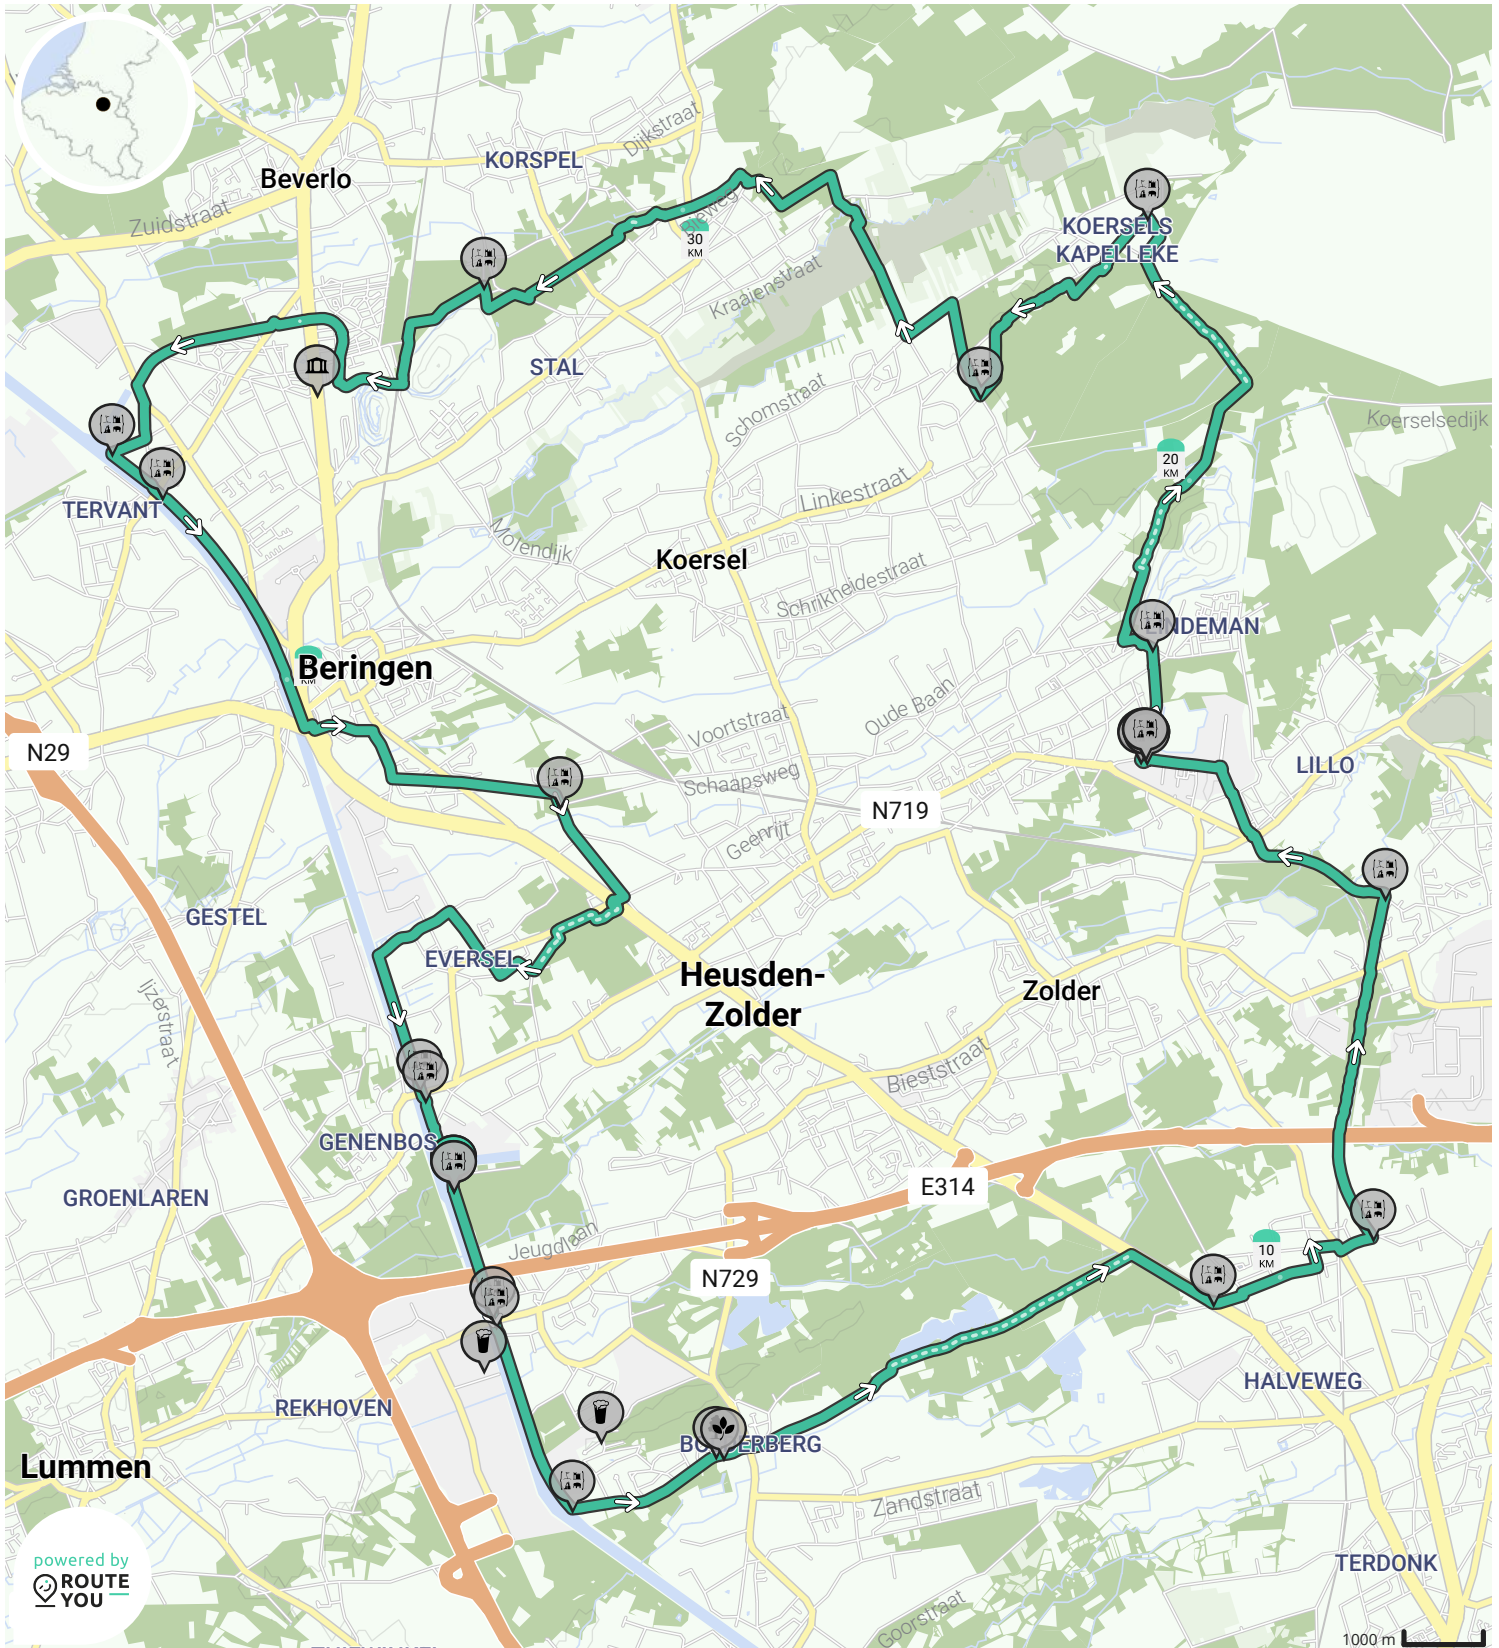 Dijkstraat
KORSPEL
Beverlo
Zuidstraat
KOERSELS
KAPELLEKE
30
KM
Kraaienstraat
STAL
Schomstraat
Koerselsedijk
20
KM
Linkestraat
TERVANT
Molendijk
Koersel
Schrikheidestraat
Beringen
KM
Oude Baan
Voortstraat
N29
LILLO
Schaapsweg
N719
Geenrijt
GESTEL
EVERSEL
Heusden-
Zolder
Zolder
Ijzerstraat
Bieststraat
GENENBOS
E314
GROENLAREN
Jeugdlaan
10
KM
N729
HALVEWEG
REKHOVEN
Lummen
Zandstraat
powered by
ROUTE
YOU
TERDONK
Goorstraat
1000 m